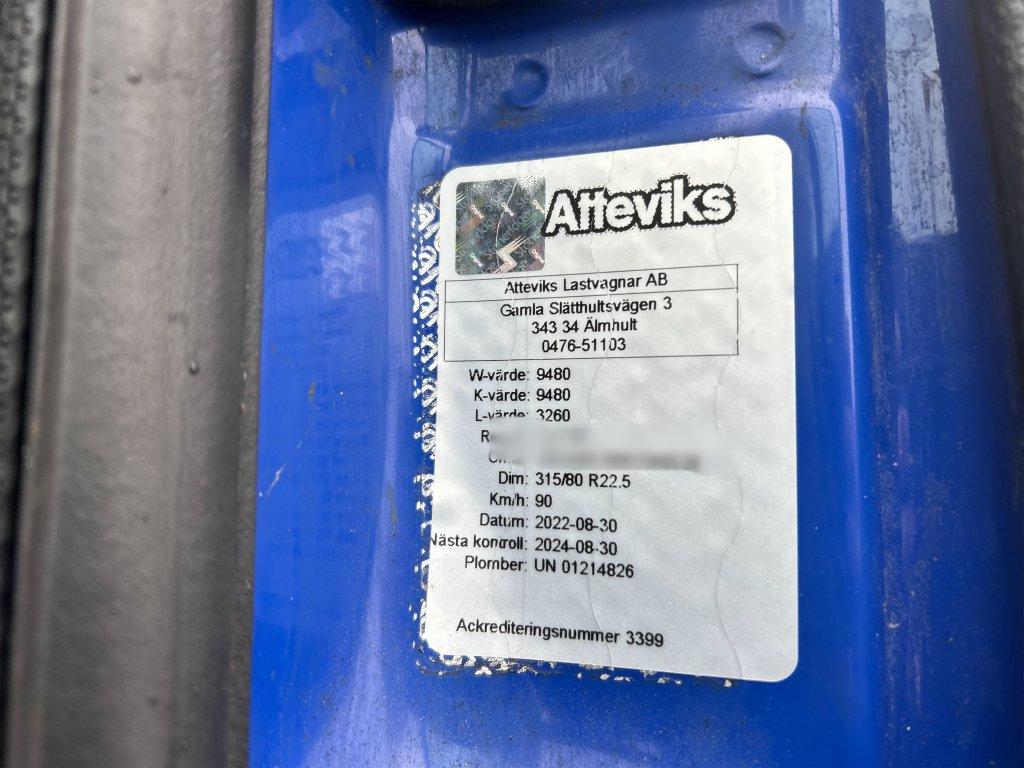 Atteviks
Atteviks Lastvagnar AB
Gamla Slätthultsvägen 3
343 34 Älmhult
0476-51103
W-värde: 9480
K-värde: 9480
L-värde: 3260
Dim: 315/80 R22.5
Km/h: 90
Datum: 2022-08-30
Nästa kontroll: 2024-08-30
Plomber: UN 01214826
Ackrediteringsnummer 3399